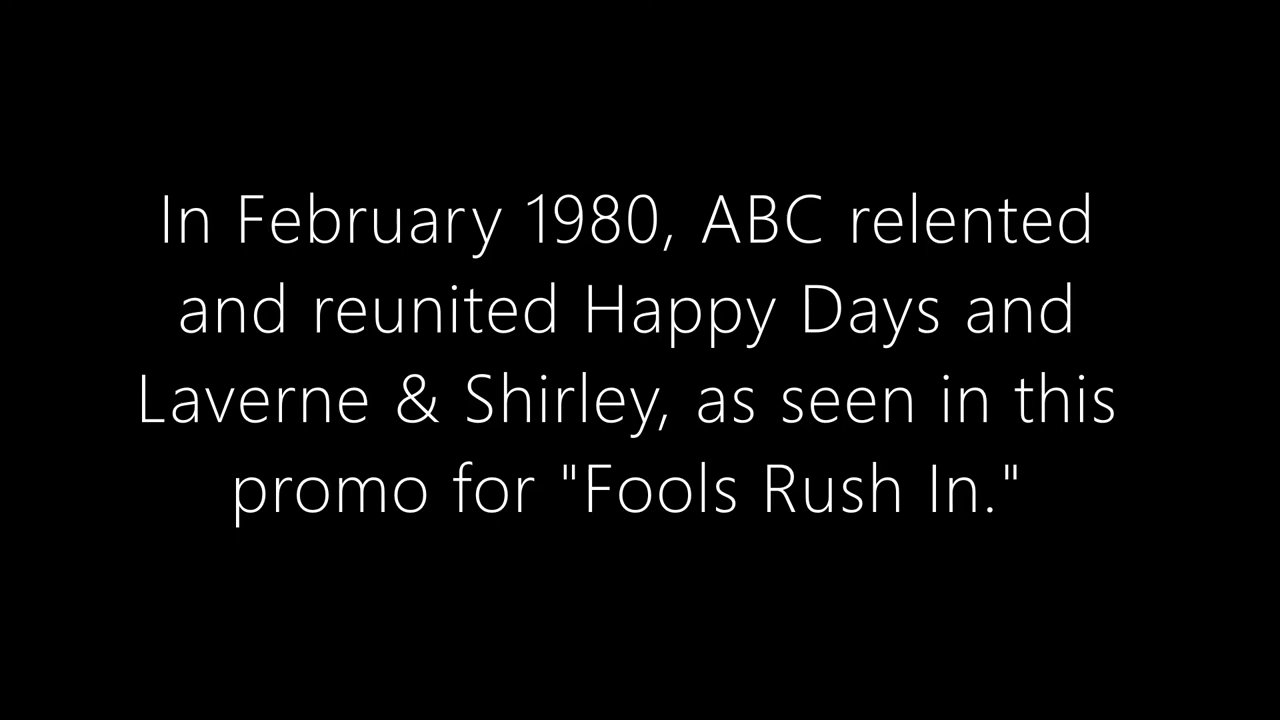 In February 1980, ABC relented
and reunited Happy Days and
Laverne & Shirley, as seen in this
promo for "Fools Rush In."